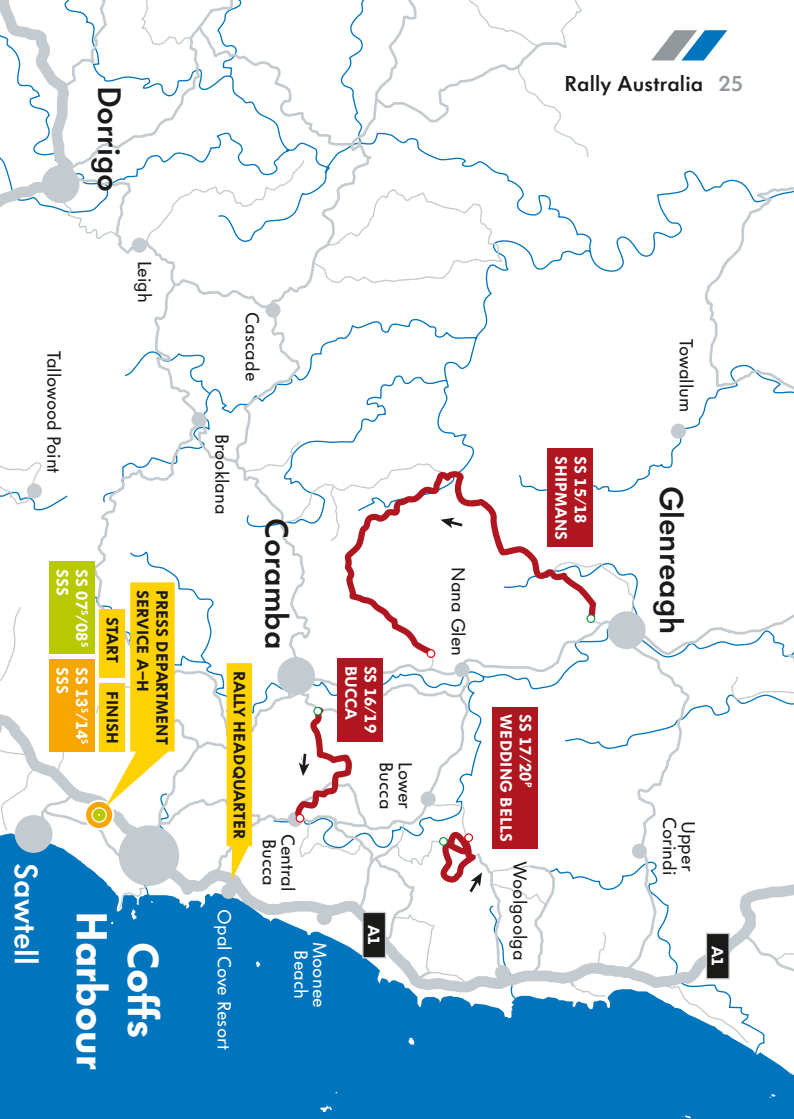 Rally Australia 25
Dorrigo
Leigh
Cascade
Tallowood Point
Brooklana
Towallum
SS 15/18
SHIPMANS
Glenreagh
Nana Glen
Coramba
SS 16/19
BUCCA
SS 17/20ᴾ
WEDDING BELLS
Lower
Bucca
Central
Bucca
Upper
Corindi
Woolgoolga
A1
A1
Moonee
Beach
Opal Cove Resort
RALLY HEADQUARTER
PRESS DEPARTMENT
SERVICE A–H
START
FINISH
SS 07ˢ/08ˢ
SSS
SS 13ˢ/14ˢ
SSS
Coffs
Harbour
Sawtell